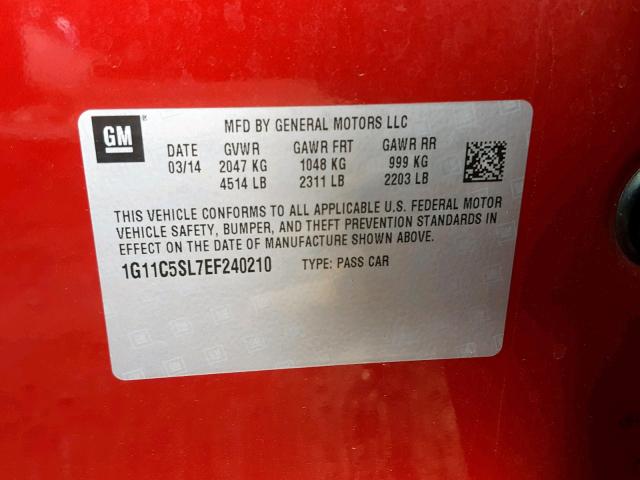 GM
MFD BY GENERAL MOTORS LLC
DATE GVWR GAWR FRT GAWR RR
03/14 2047 KG 1048 KG 999 KG
4514 LB 2311 LB 2203 LB
THIS VEHICLE CONFORMS TO ALL APPLICABLE U.S. FEDERAL MOTOR
VEHICLE SAFETY, BUMPER, AND THEFT PREVENTION STANDARDS IN
EFFECT ON THE DATE OF MANUFACTURE SHOWN ABOVE.
1G11C5SL7EF240210 TYPE: PASS CAR